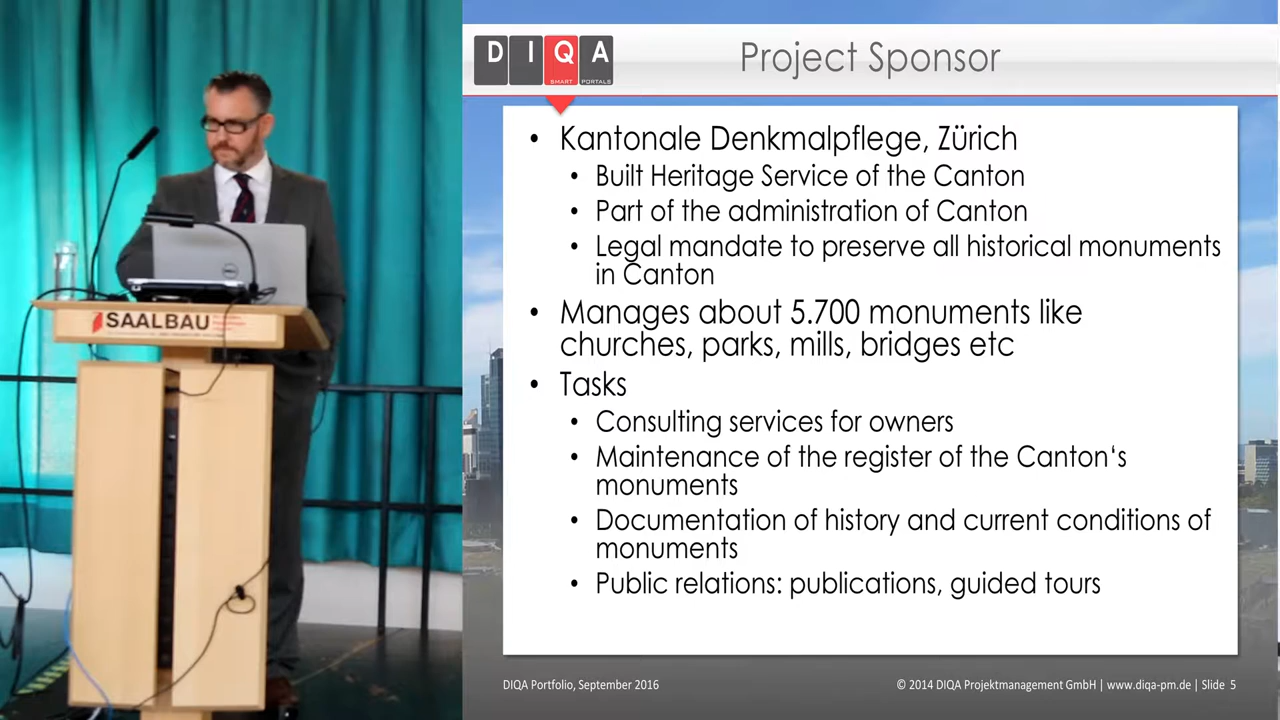 D I Q A
SMART PORTALS
Project Sponsor
• Kantonale Denkmalpflege, Zürich
• Built Heritage Service of the Canton
• Part of the administration of Canton
• Legal mandate to preserve all historical monuments
in Canton
• Manages about 5.700 monuments like
churches, parks, mills, bridges etc
• Tasks
• Consulting services for owners
• Maintenance of the register of the Canton‘s
monuments
• Documentation of history and current conditions of
monuments
• Public relations: publications, guided tours
DIQA Portfolio, September 2016
© 2014 DIQA Projektmanagement GmbH | www.diqa-pm.de | Slide 5
DELL
SAALBAU